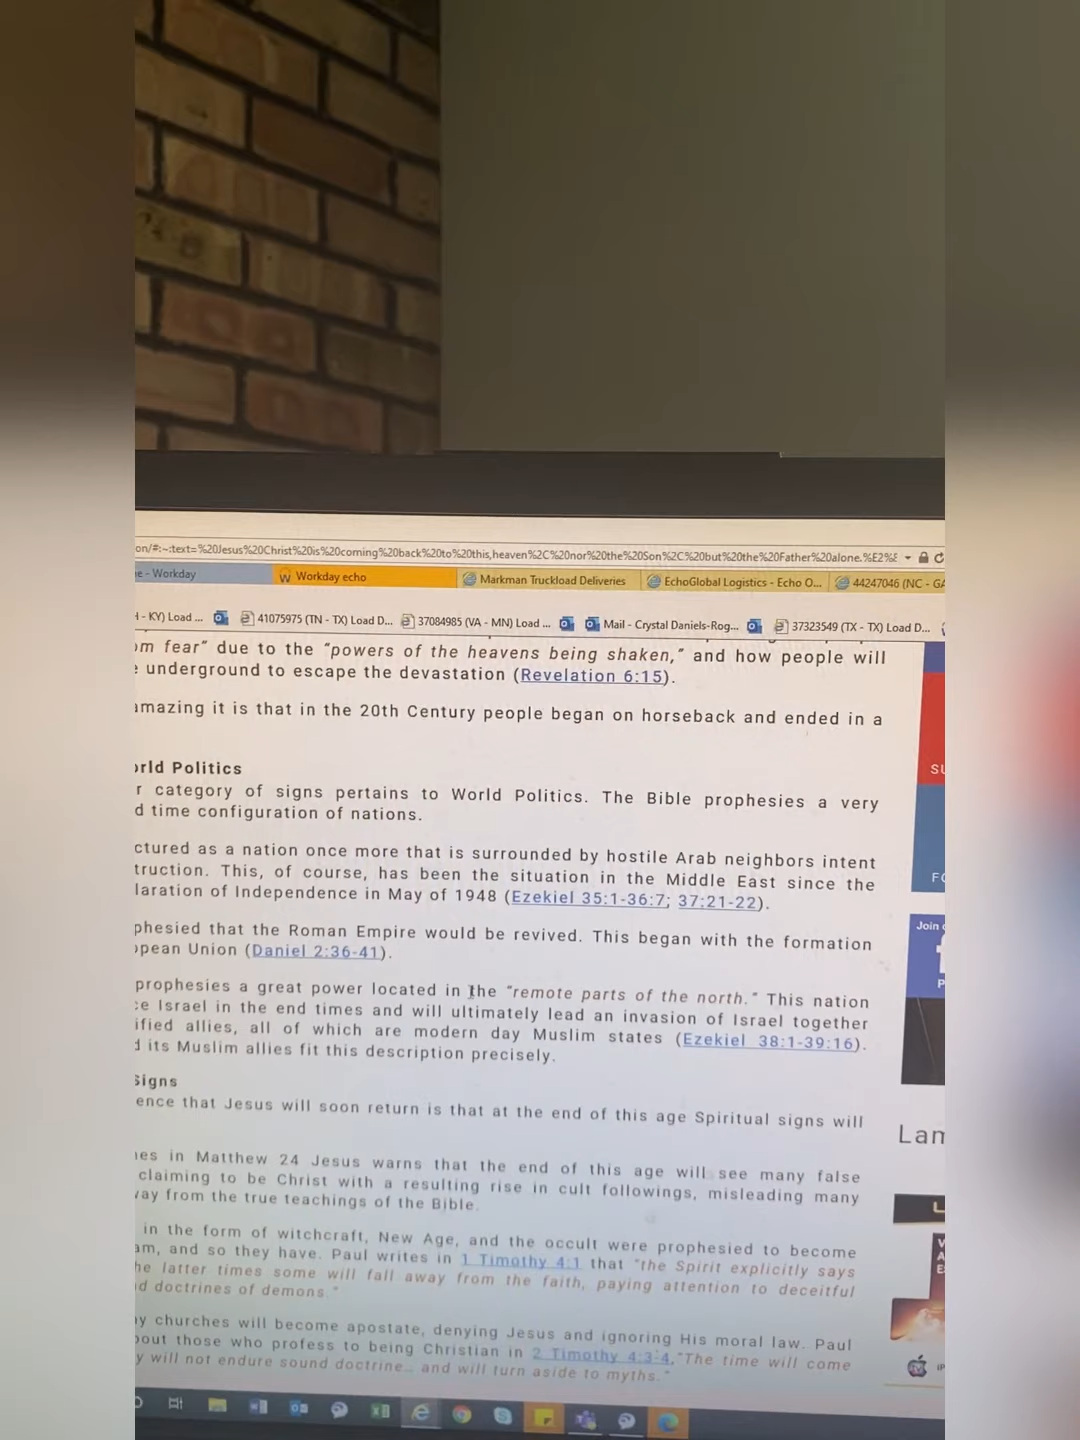 on/#:~:text=%20Jesus%20Christ%20is%20coming%20back%20to%20this,heaven%2C%20nor%20the%20Son%2C%20but%20the%20Father%20alone.%E2%
e - Workday Workday echo Markman Truckload Deliveries EchoGlobal Logistics - Echo O... 44247046 (NC - GA
- KY) Load ... 41075975 (TN - TX) Load D... 37084985 (VA - MN) Load ... Mail - Crystal Daniels-Rog... 37323549 (TX - TX) Load D...
om fear” due to the “powers of the heavens being shaken,” and how people will
underground to escape the devastation (Revelation 6:15).
amazing it is that in the 20th Century people began on horseback and ended in a
orld Politics
r category of signs pertains to World Politics. The Bible prophesies a very
d time configuration of nations.
ctured as a nation once more that is surrounded by hostile Arab neighbors intent
truction. This, of course, has been the situation in the Middle East since the
laration of Independence in May of 1948 (Ezekiel 35:1-36:7; 37:21-22).
phesied that the Roman Empire would be revived. This began with the formation
opean Union (Daniel 2:36-41).
prophesies a great power located in the “remote parts of the north.” This nation
ce Israel in the end times and will ultimately lead an invasion of Israel together
ified allies, all of which are modern day Muslim states (Ezekiel 38:1-39:16).
d its Muslim allies fit this description precisely.
Signs
ence that Jesus will soon return is that at the end of this age Spiritual signs will
nes in Matthew 24 Jesus warns that the end of this age will see many false
claiming to be Christ with a resulting rise in cult followings, misleading many
way from the true teachings of the Bible.
in the form of witchcraft, New Age, and the occult were prophesied to become
am, and so they have. Paul writes in 1 Timothy 4:1 that “the Spirit explicitly says
he latter times some will fall away from the faith, paying attention to deceitful
nd doctrines of demons.”
ny churches will become apostate, denying Jesus and ignoring His moral law. Paul
bout those who profess to being Christian in 2 Timothy 4:3-4,“The time will come
y will not endure sound doctrine… and will turn aside to myths.”
SU
FO
Join
Lam